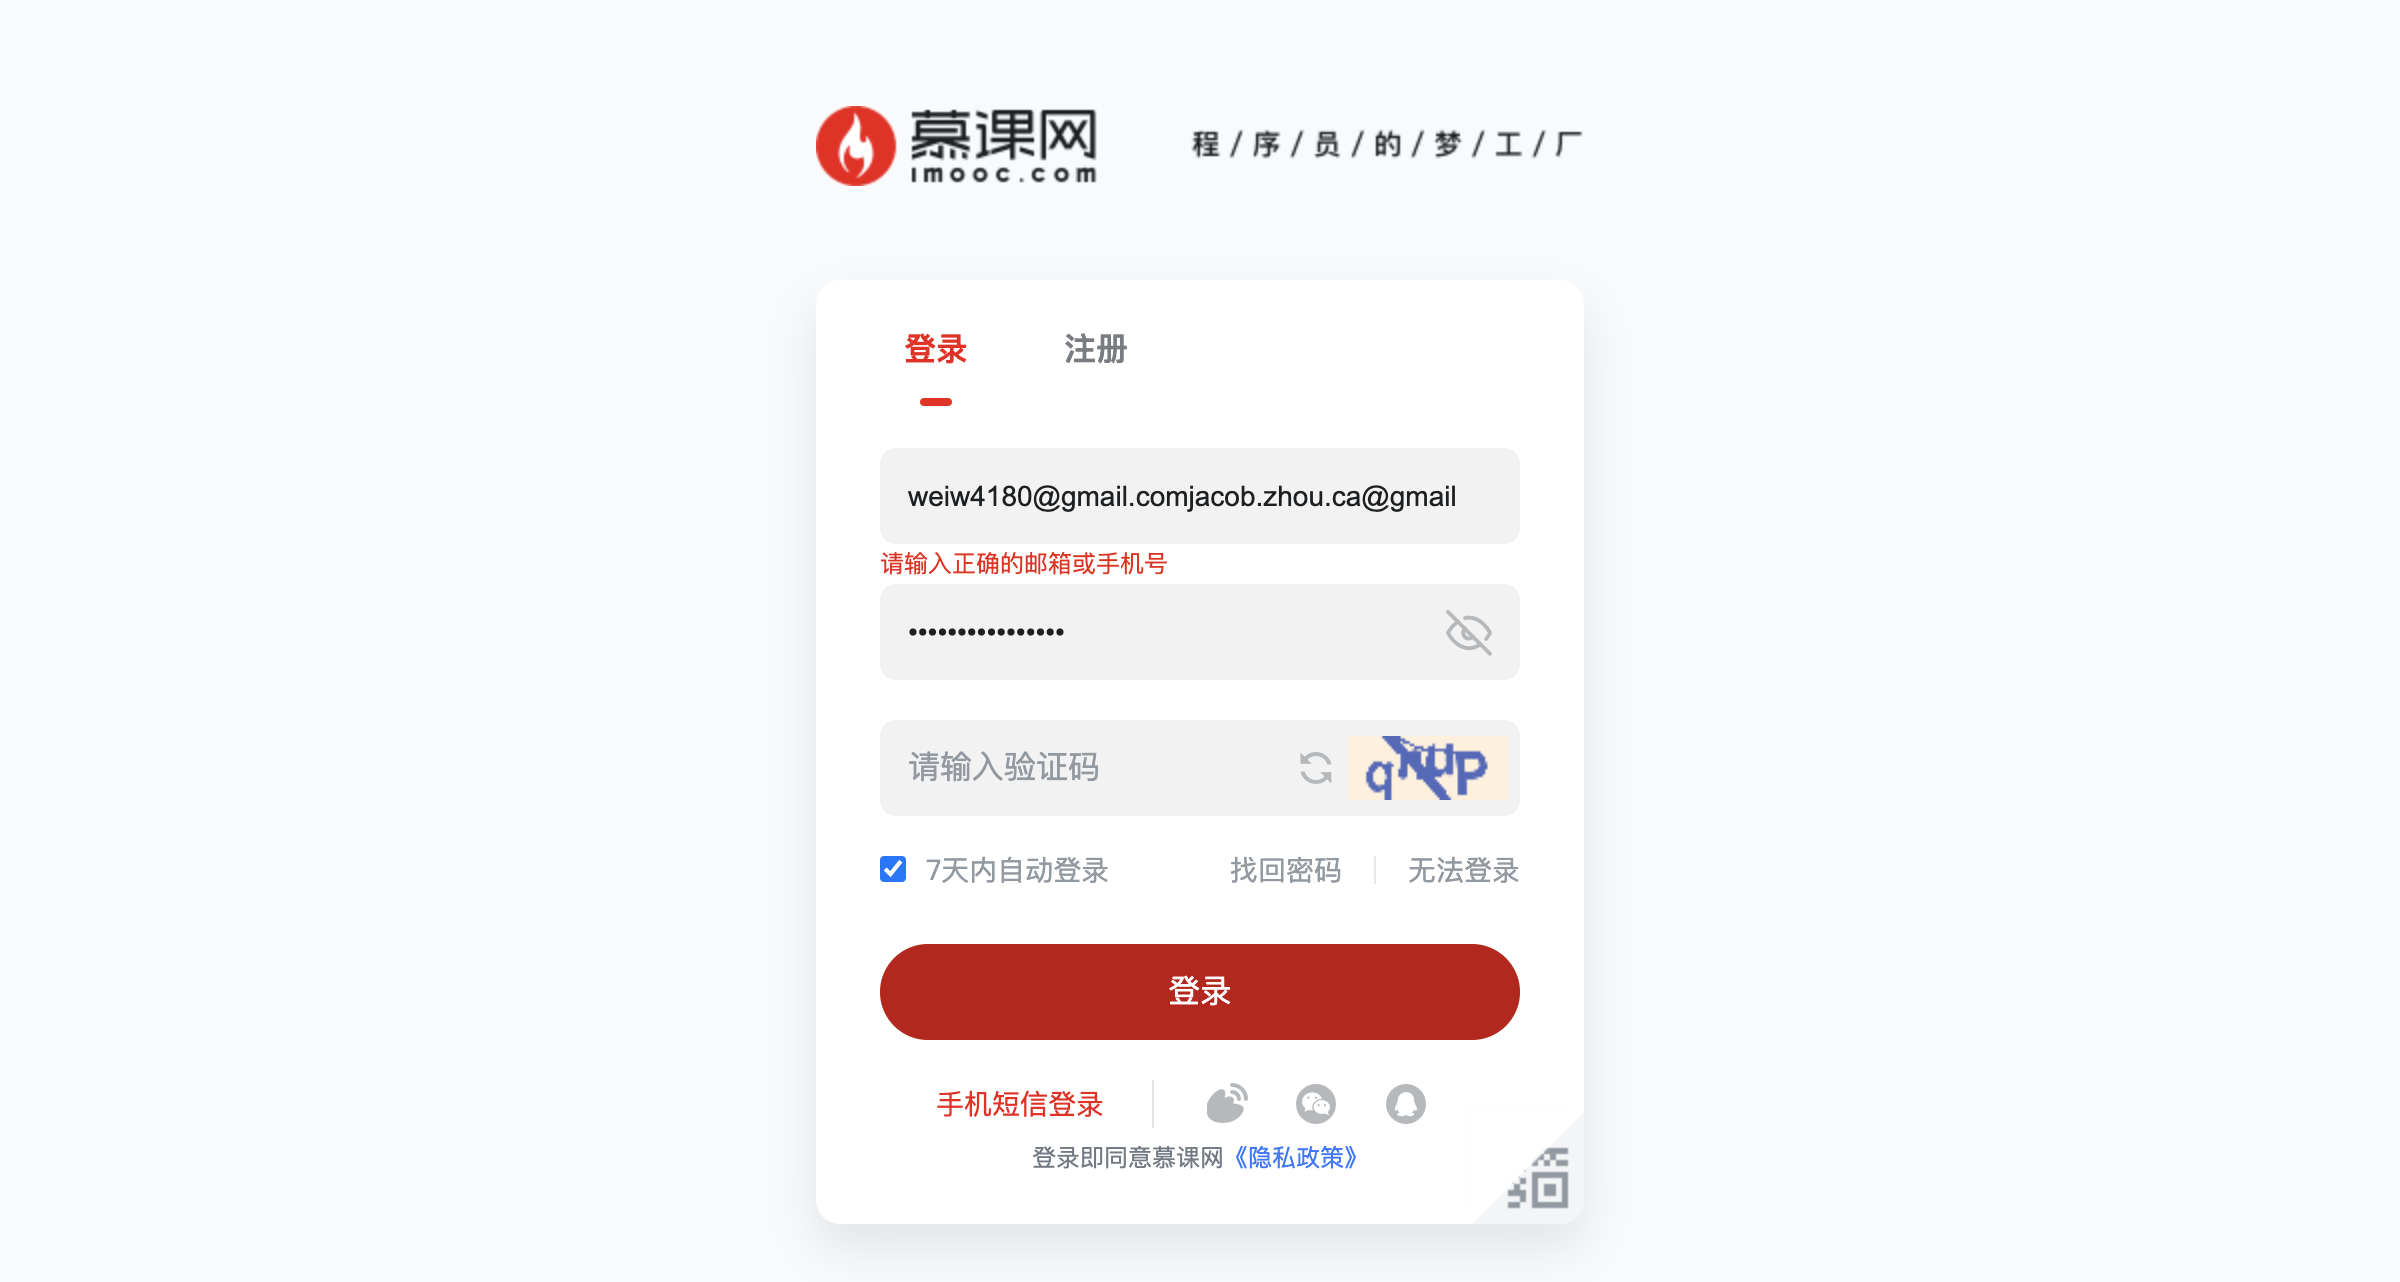 慕课网
imooc.com
程/序/员/的/梦/工/厂
登录 注册
weiw4180@gmail.comjacob.zhou.ca@gmail
请输入正确的邮箱或手机号
••••••••••••••••
请输入验证码 qNdP
7天内自动登录 找回密码 无法登录
登录
手机短信登录
登录即同意慕课网《隐私政策》